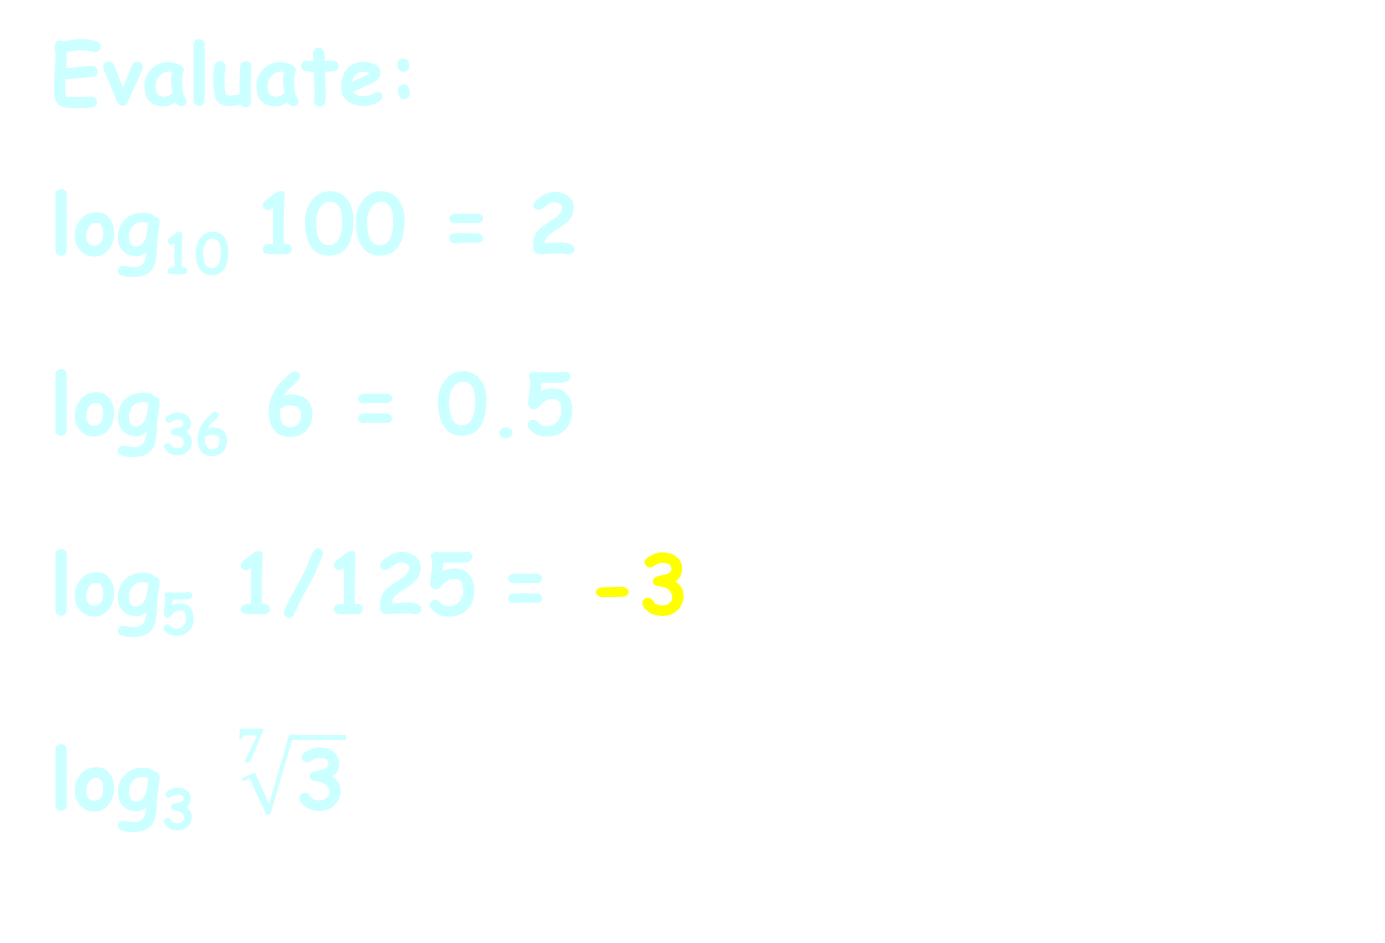 Evaluate:
log₁₀ 100 = 2
log₃₆ 6 = 0.5
log₅ 1/125 = -3
log₃ ⁷√3